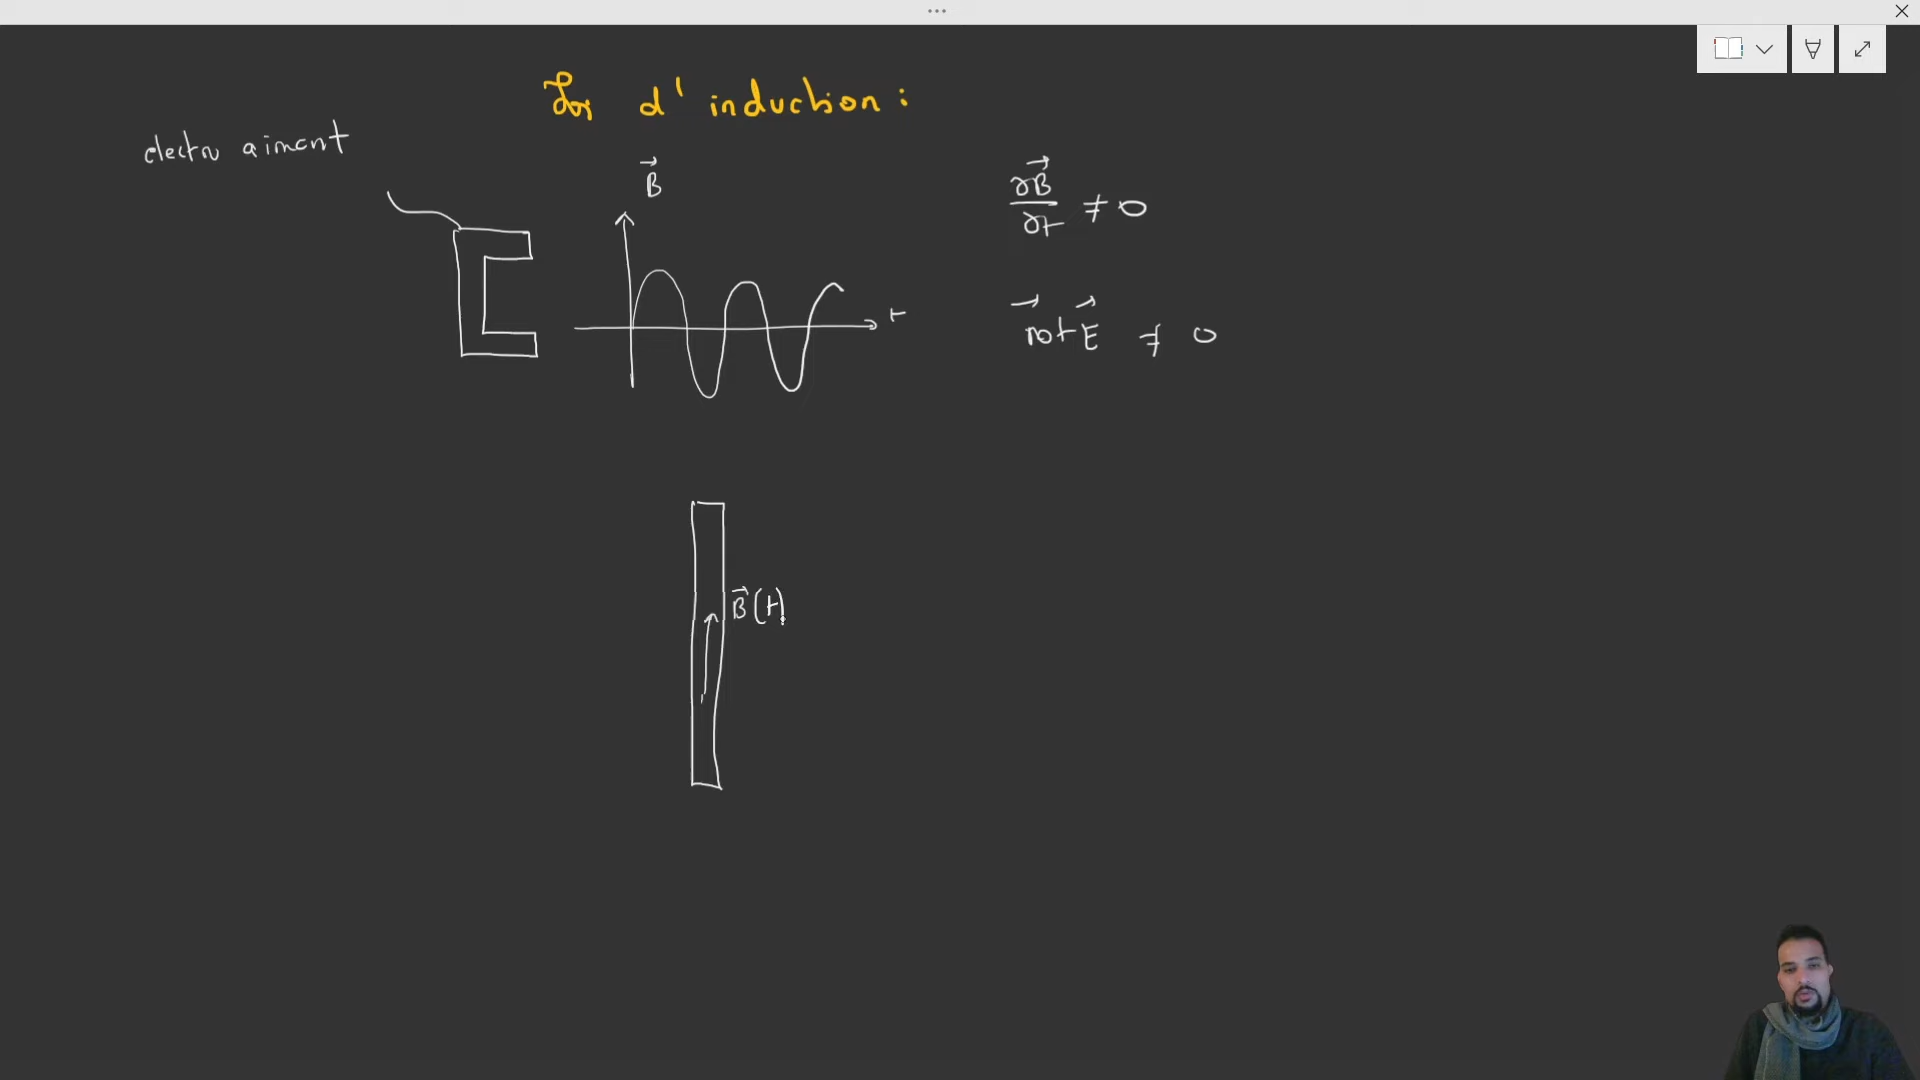 Loi d'induction :
electro aimant
B⃗
∂B⃗/∂t ≠ 0
t
rot⃗ E⃗ ≠ 0
B⃗(t)